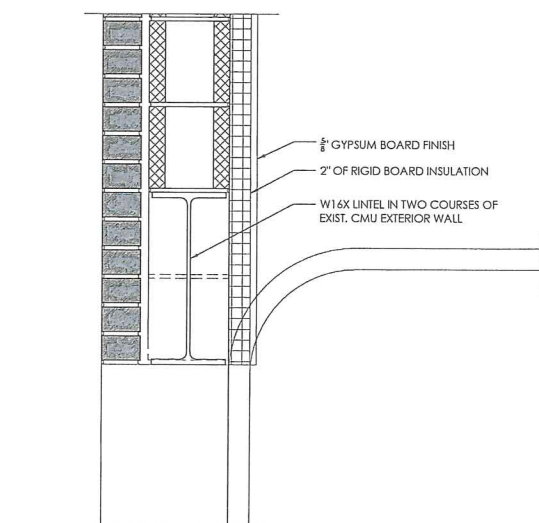 5/8" GYPSUM BOARD FINISH
2" OF RIGID BOARD INSULATION
W16X LINTEL IN TWO COURSES OF
EXIST. CMU EXTERIOR WALL